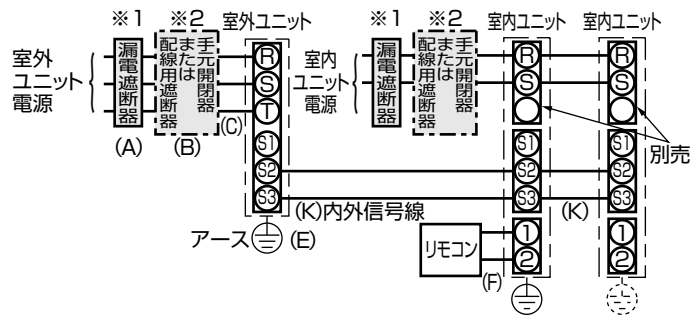 ※1
※2
室外ユニット
室外
ユニット
電源
漏電遮断器
手元開閉器
または
配線用遮断器
(A)
(B)
(C)
R
S
T
S1
S2
S3
アース
(E)
(K)内外信号線
※1
※2
室内ユニット
室内ユニット
室内
ユニット
電源
漏電遮断器
手元開閉器
または
配線用遮断器
R
S
S1
S2
S3
1
2
R
S
S1
S2
S3
1
2
別売
(K)
リモコン
(F)